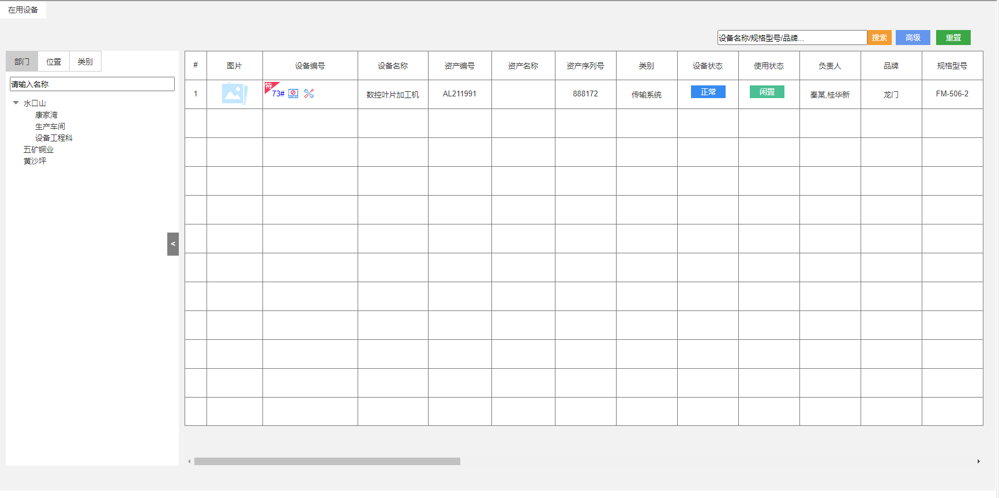 在用设备
设备名称/规格型号/品牌... 搜索 高级 重置
部门 位置 类别
请输入名称
水口山
康家湾
生产车间
设备工程科
五矿铜业
黄沙坪
<
# 图片 设备编号 设备名称 资产编号 资产名称 资产序列号 类别 设备状态 使用状态 负责人 品牌 规格型号
1 特 73# 数控叶片加工机 AL211991 888172 传输系统 正常 闲置 秦某,桂华新 龙门 FM-506-2